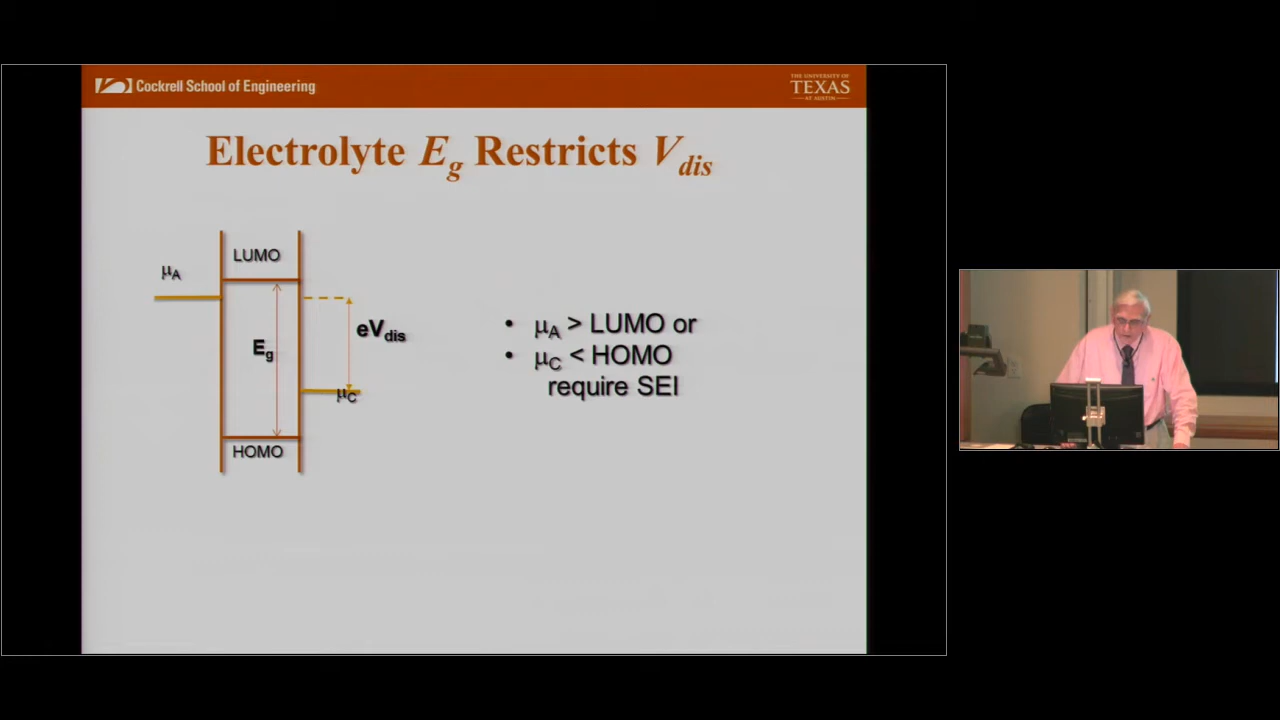 Cockrell School of Engineering
THE UNIVERSITY OF
TEXAS
AT AUSTIN
Electrolyte Eg Restricts Vdis
LUMO
μA
eVdis
Eg
μC
HOMO
• μA > LUMO or
• μC < HOMO
require SEI